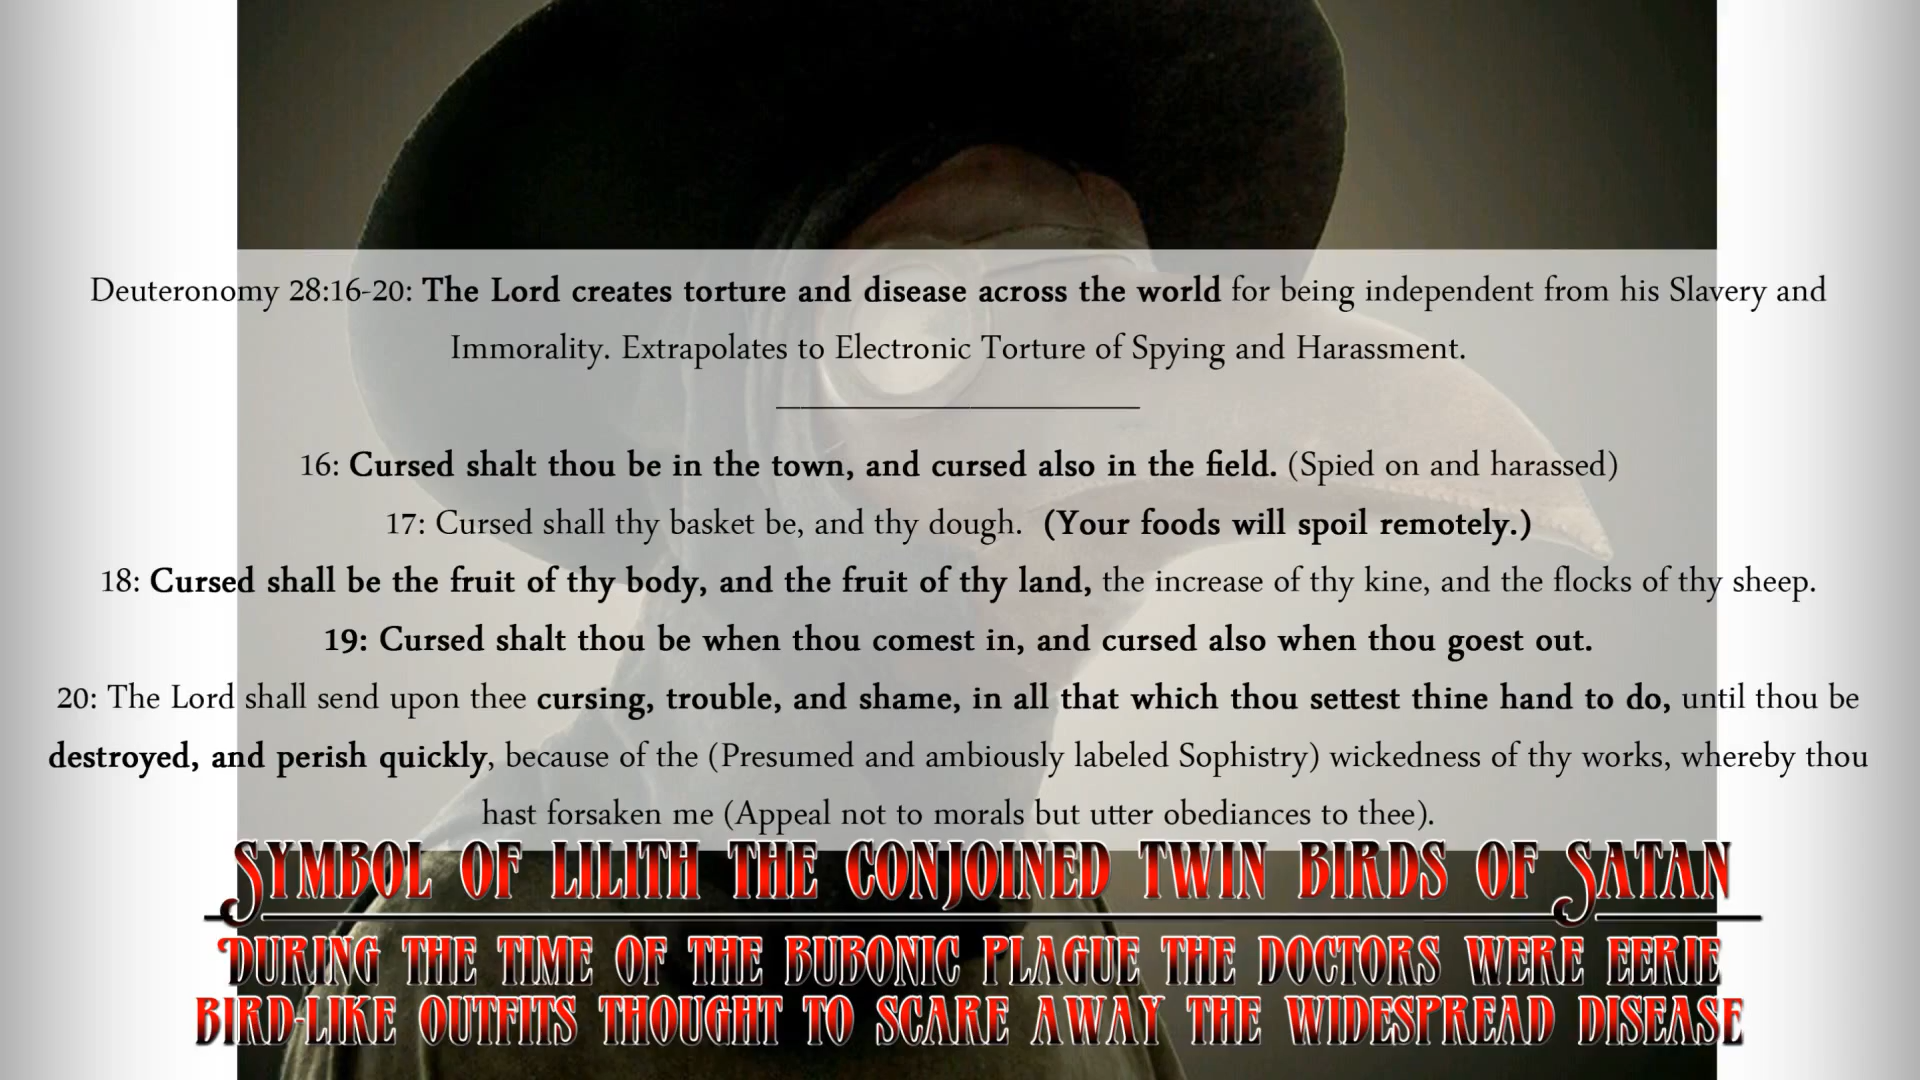 Deuteronomy 28:16-20: The Lord creates torture and disease across the world for being independent from his Slavery and
Immorality. Extrapolates to Electronic Torture of Spying and Harassment.
16: Cursed shalt thou be in the town, and cursed also in the field. (Spied on and harassed)
17: Cursed shall thy basket be, and thy dough. (Your foods will spoil remotely.)
18: Cursed shall be the fruit of thy body, and the fruit of thy land, the increase of thy kine, and the flocks of thy sheep.
19: Cursed shalt thou be when thou comest in, and cursed also when thou goest out.
20: The Lord shall send upon thee cursing, trouble, and shame, in all that which thou settest thine hand to do, until thou be
destroyed, and perish quickly, because of the (Presumed and ambiously labeled Sophistry) wickedness of thy works, whereby thou
hast forsaken me (Appeal not to morals but utter obediances to thee).
Symbol of Lilith the Conjoined Twin Birds of Satan
During the time of the bubonic plague the doctors were eerie
bird-like outfits thought to scare away the widespread disease